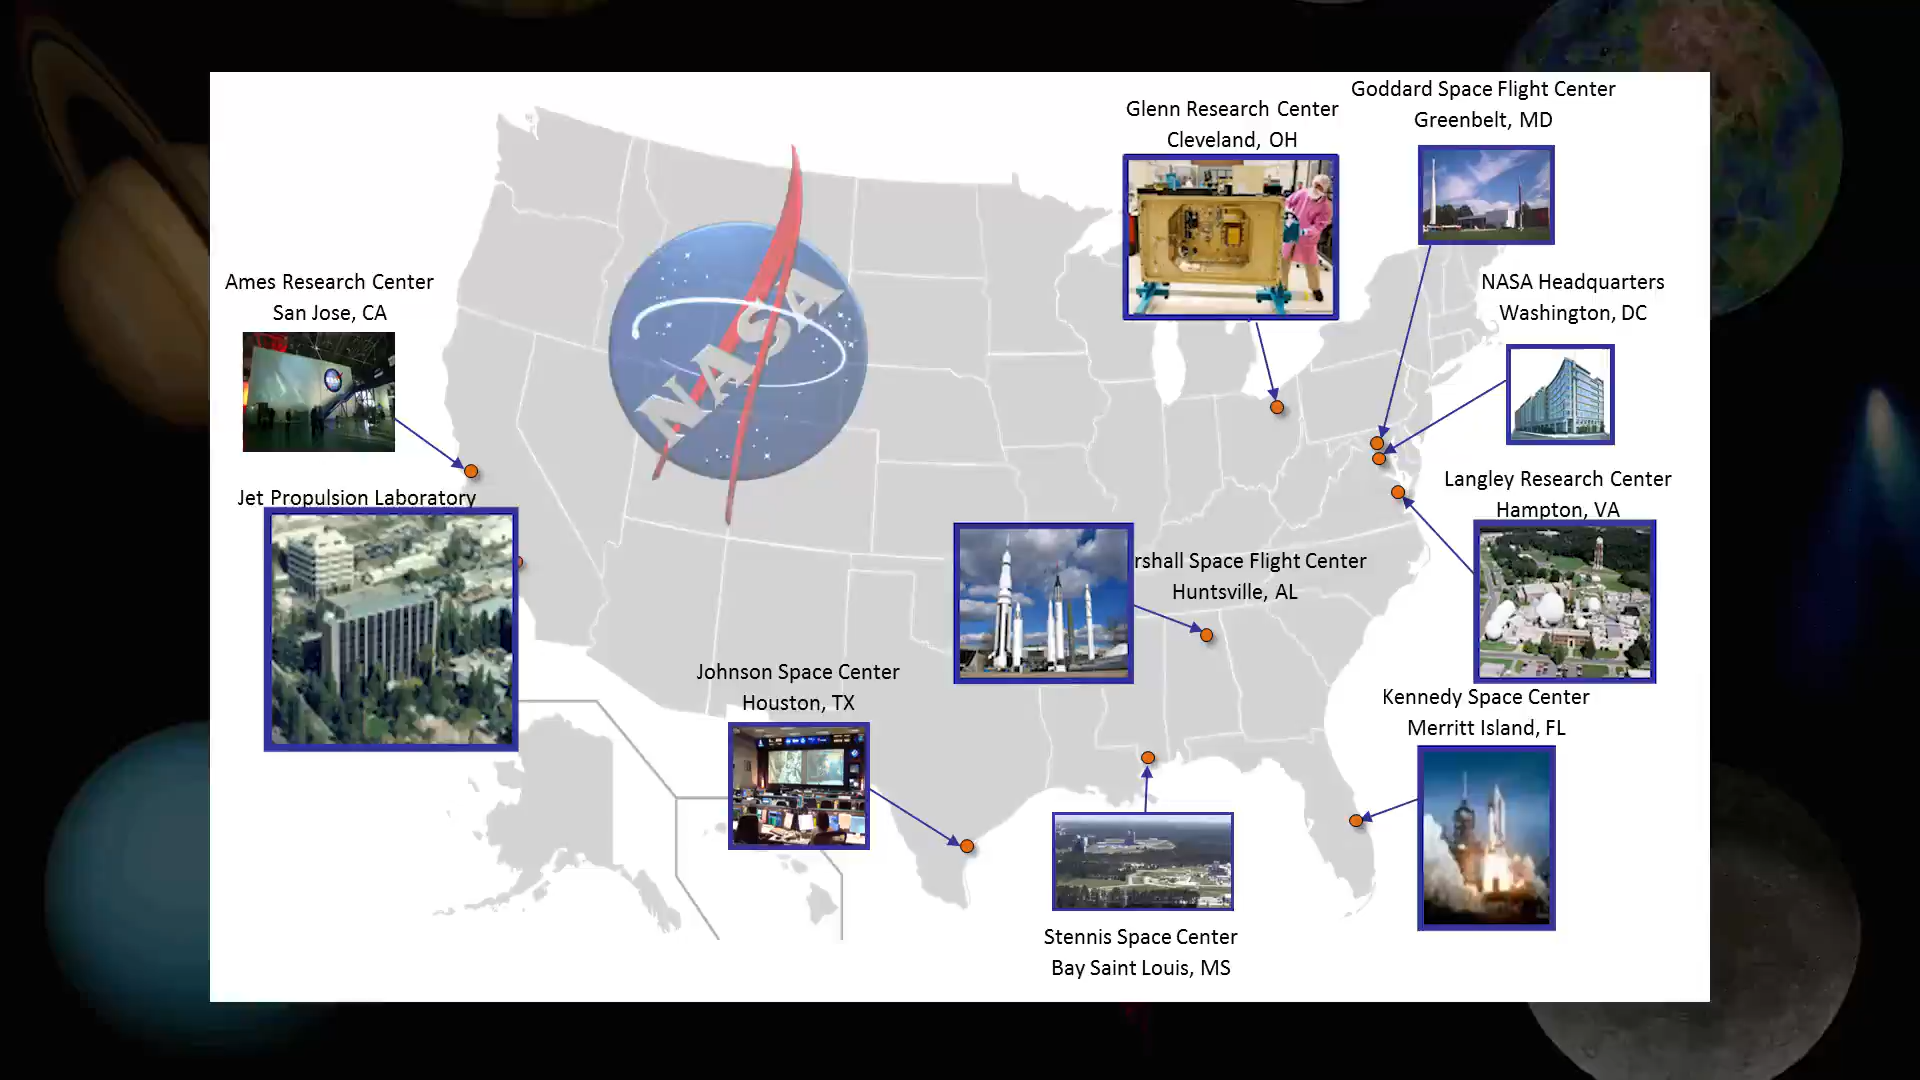 Goddard Space Flight Center
Greenbelt, MD
Glenn Research Center
Cleveland, OH
Ames Research Center
San Jose, CA
NASA Headquarters
Washington, DC
NASA
Jet Propulsion Laboratory
Langley Research Center
Hampton, VA
rshall Space Flight Center
Huntsville, AL
Johnson Space Center
Houston, TX
Kennedy Space Center
Merritt Island, FL
Stennis Space Center
Bay Saint Louis, MS